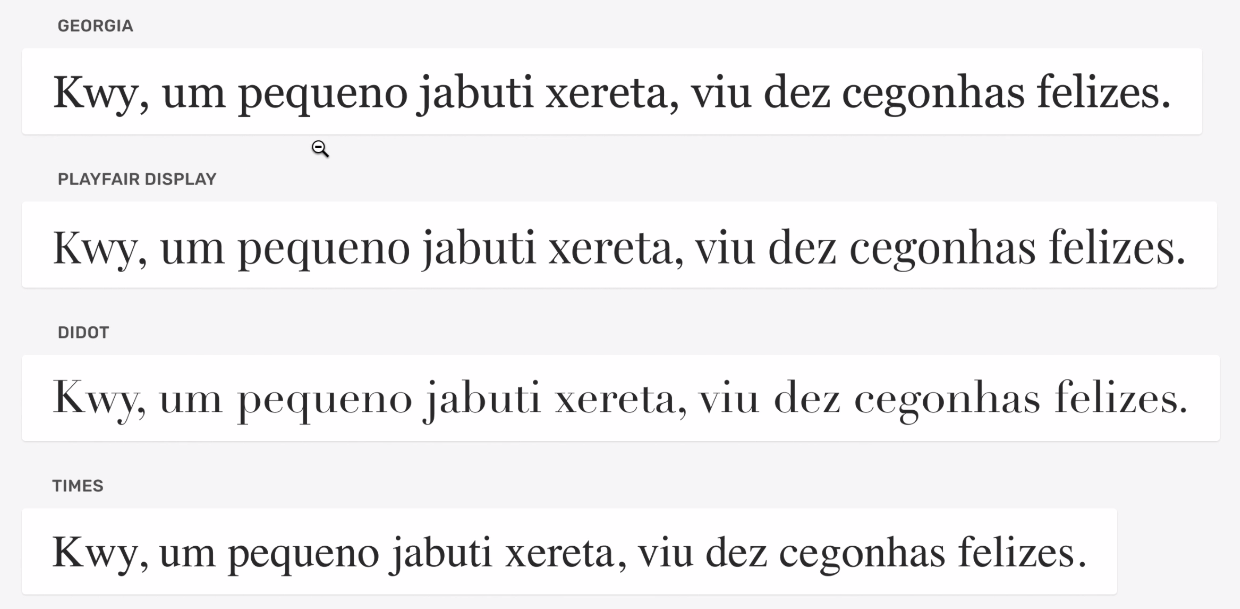 GEORGIA
Kwy, um pequeno jabuti xereta, viu dez cegonhas felizes.
PLAYFAIR DISPLAY
Kwy, um pequeno jabuti xereta, viu dez cegonhas felizes.
DIDOT
Kwy, um pequeno jabuti xereta, viu dez cegonhas felizes.
TIMES
Kwy, um pequeno jabuti xereta, viu dez cegonhas felizes.